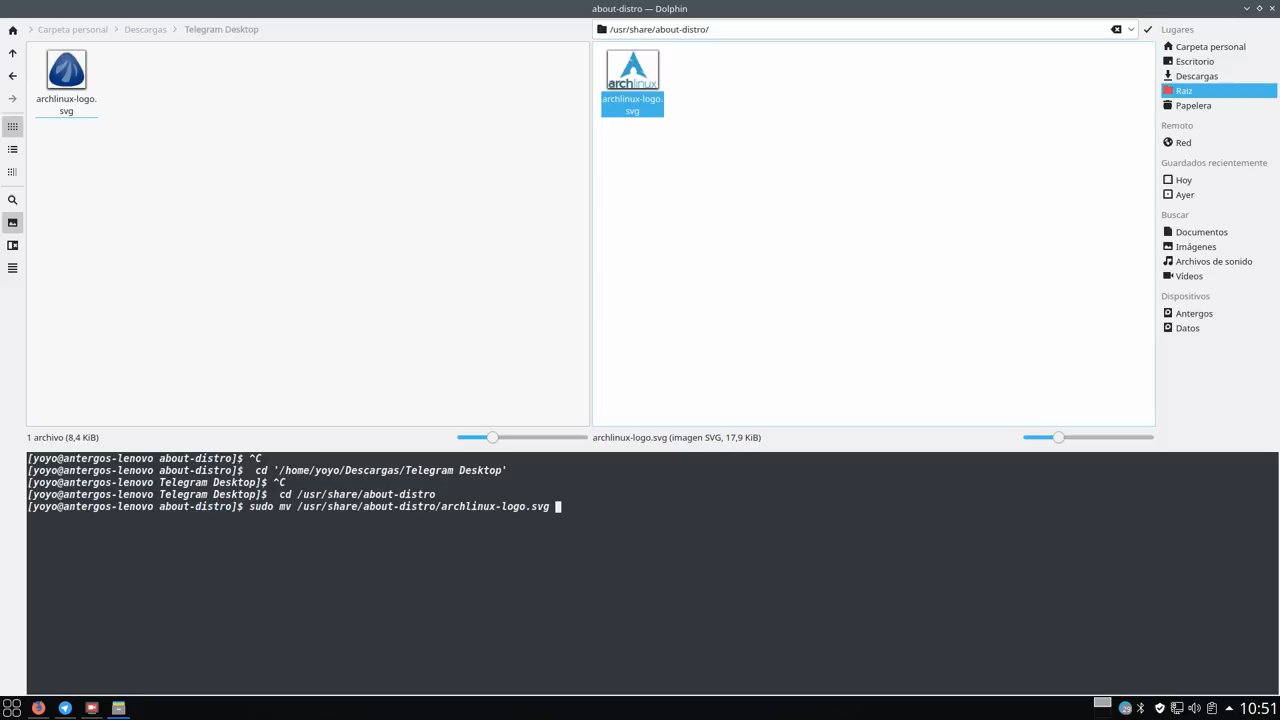 about-distro — Dolphin
Carpeta personal
Descargas
Telegram Desktop
/usr/share/about-distro/
archlinux-logo.
svg
archlinux
archlinux-logo.
svg
Lugares
Carpeta personal
Escritorio
Descargas
Raiz
Papelera
Remoto
Red
Guardados recientemente
Hoy
Ayer
Buscar
Documentos
Imágenes
Archivos de sonido
Vídeos
Dispositivos
Antergos
Datos
1 archivo (8,4 KiB)
archlinux-logo.svg (imagen SVG, 17,9 KiB)
[yoyo@antergos-lenovo about-distro]$ ^C
[yoyo@antergos-lenovo about-distro]$  cd '/home/yoyo/Descargas/Telegram Desktop'
[yoyo@antergos-lenovo Telegram Desktop]$ ^C
[yoyo@antergos-lenovo Telegram Desktop]$  cd /usr/share/about-distro
[yoyo@antergos-lenovo about-distro]$ sudo mv /usr/share/about-distro/archlinux-logo.svg
10:51